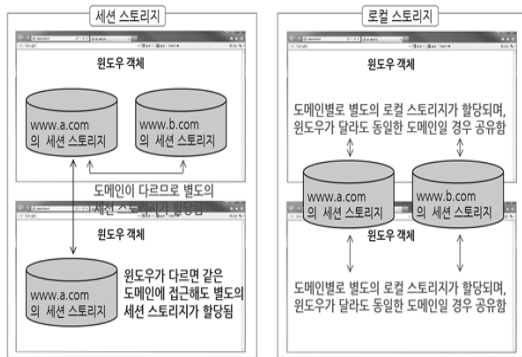 세션 스토리지
윈도우 객체
www.a.com
의 세션 스토리지
www.b.com
의 세션 스토리지
도메인이 다르므로 별도의
세션 스토리지가 할당됨
윈도우 객체
www.a.com
의 세션 스토리지
윈도우가 다르면 같은
도메인에 접근해도 별도의
세션 스토리지가 할당됨
로컬 스토리지
윈도우 객체
도메인별로 별도의 로컬 스토리지가 할당되며,
윈도우가 달라도 동일한 도메인일 경우 공유함
www.a.com
의 세션 스토리지
www.b.com
의 세션 스토리지
윈도우 객체
도메인별로 별도의 로컬 스토리지가 할당되며,
윈도우가 달라도 동일한 도메인일 경우 공유함